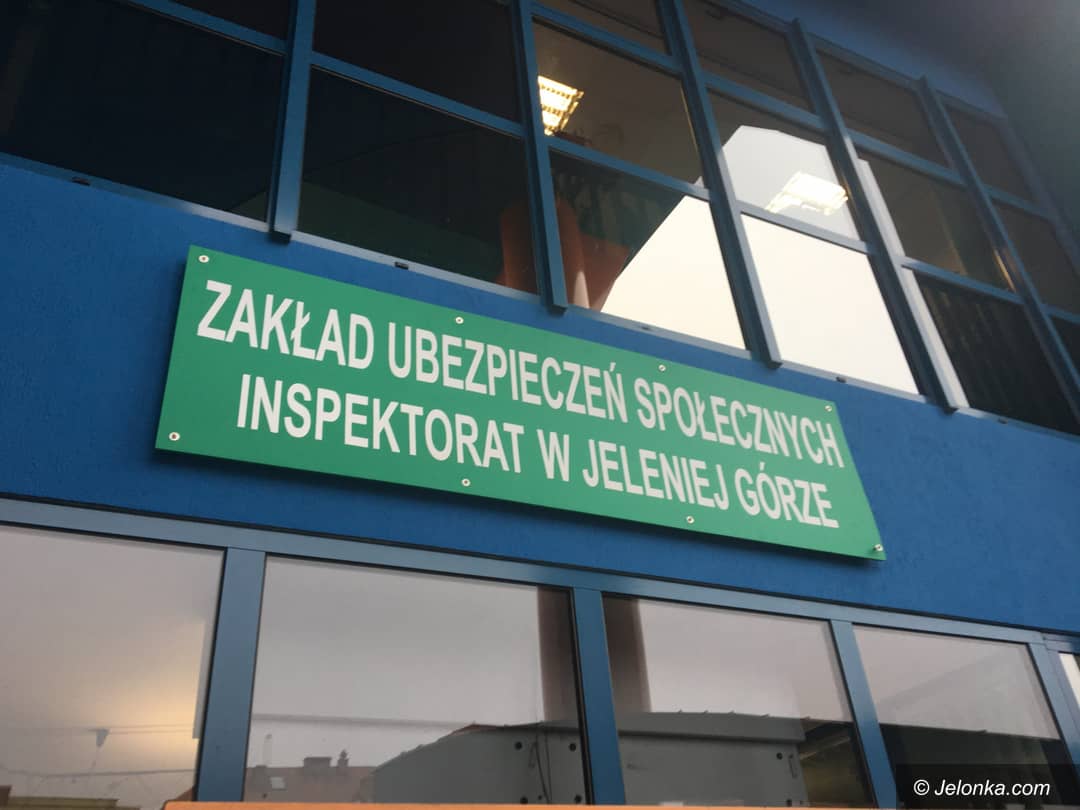 ZAKŁAD UBEZPIECZEŃ SPOŁECZNYCH
INSPEKTORAT W JELENIEJ GÓRZE
© Jelonka.com